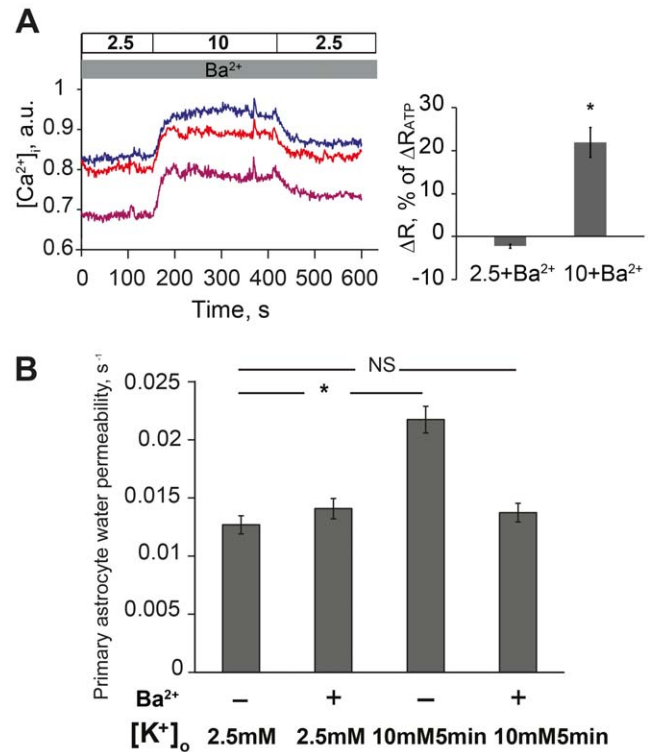 A
2.5 10 2.5
Ba²⁺
[Ca²⁺]ᵢ, a.u.
1
0.9
0.8
0.7
0.6
0 100 200 300 400 500 600
Time, s
ΔR, % of ΔRATP
30
20
10
0
-10
*
2.5+Ba²⁺ 10+Ba²⁺
B
NS
*
Primary astrocyte water permeability, s⁻¹
0.025
0.02
0.015
0.01
0.005
0
Ba²⁺ – + – +
[K⁺]ₒ 2.5mM 2.5mM 10mM5min 10mM5min